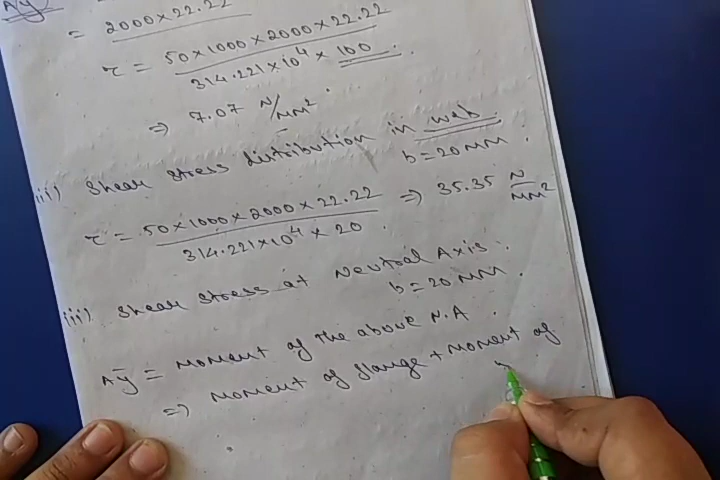 Aȳ
= 2000×22.22
τ = 50×1000×2000×22.22
314.221×10⁴ × 100 .
⇒ 7.07 N/MM² .
iii) Shear stress distribution in web.
b = 20 MM .
τ = 50×1000×2000×22.22 ⇒ 35.35 N
314.221×10⁴ × 20 . MM²
(iii) Shear stress at Neutral Axis.
b = 20 MM .
Aȳ = Moment of the above N.A .
⇒ Moment of flange + Moment of